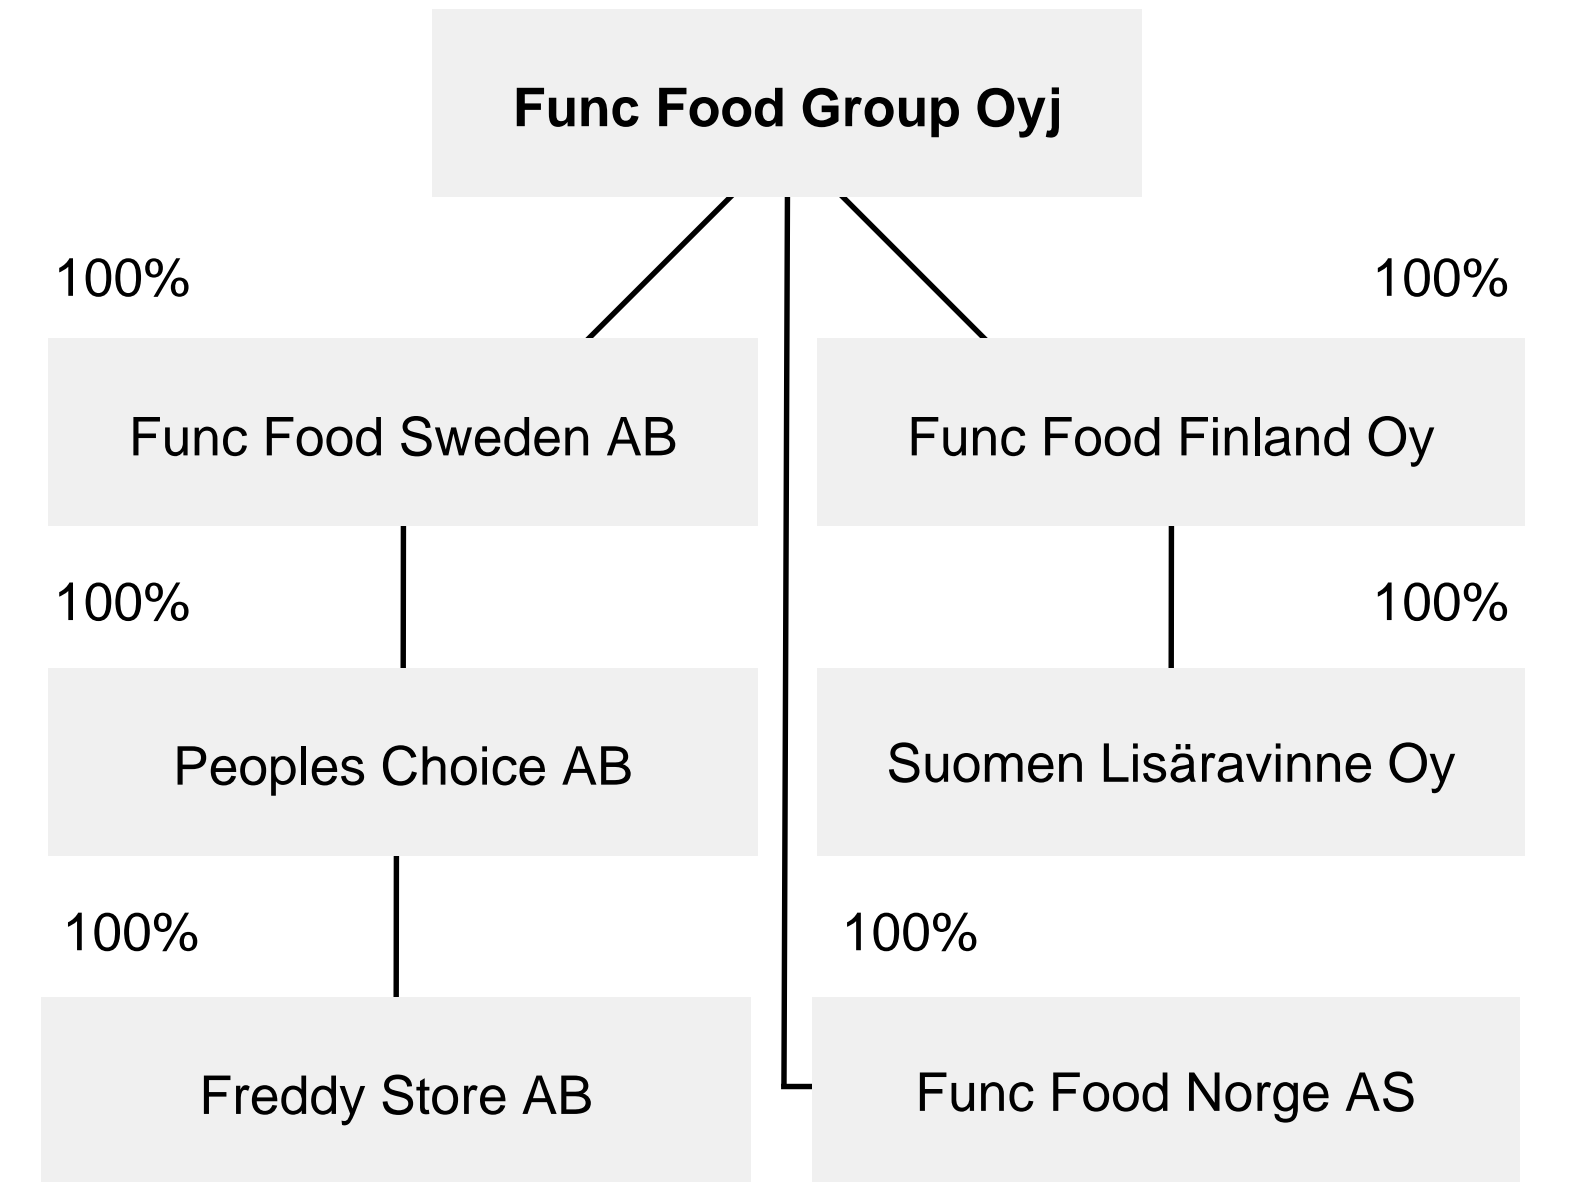 Func Food Group Oyj
100%
100%
Func Food Sweden AB
Func Food Finland Oy
100%
100%
Peoples Choice AB
Suomen Lisäravinne Oy
100%
100%
Freddy Store AB
Func Food Norge AS